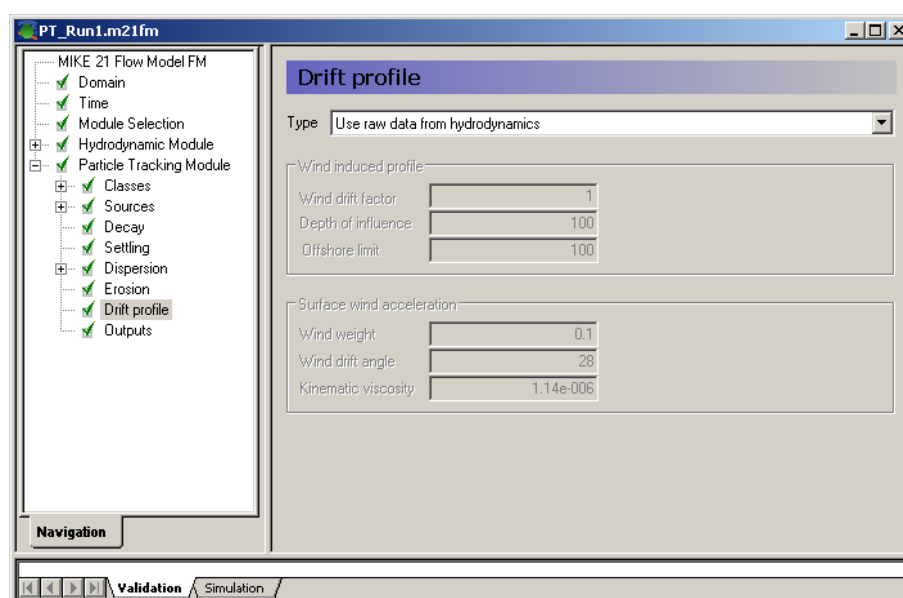 PT_Run1.m21fm
MIKE 21 Flow Model FM
Domain
Time
Module Selection
Hydrodynamic Module
Particle Tracking Module
Classes
Sources
Decay
Settling
Dispersion
Erosion
Drift profile
Outputs
Navigation
Drift profile
Type Use raw data from hydrodynamics
Wind induced profile
Wind drift factor 1
Depth of influence 100
Offshore limit 100
Surface wind acceleration
Wind weight 0.1
Wind drift angle 28
Kinematic viscosity 1.14e-006
Validation Simulation